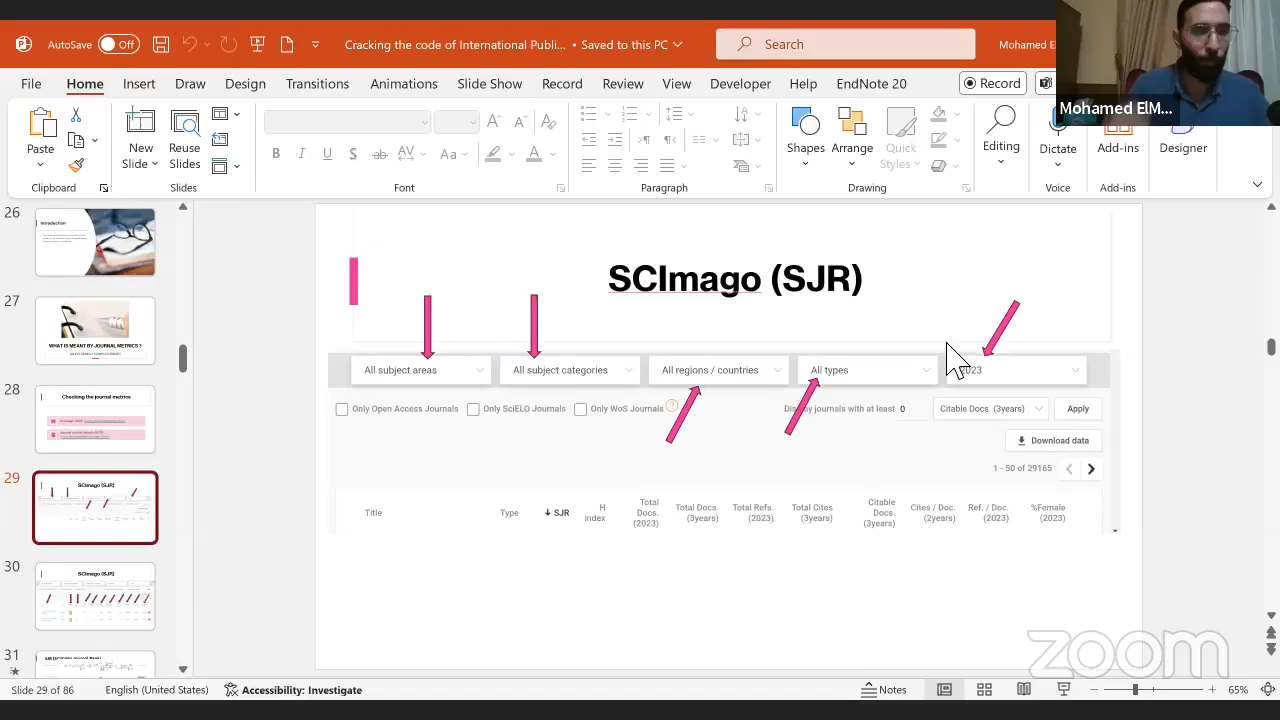 AutoSave Off Cracking the code of International Publi... • Saved to this PC Search Mohamed E
File Home Insert Draw Design Transitions Animations Slide Show Record Review View Developer Help EndNote 20 Record
Mohamed ElM...
Paste New Slide Reuse Slides Shapes Arrange Quick Styles Editing Dictate Add-ins Designer
Clipboard Slides Font Paragraph Drawing Voice Add-ins
26
Introduction
27
WHAT IS MEANT BY JOURNAL METRICS ?
28
Checking the journal metrics
29
SCImago (SJR)
30
SCImago (SJR)
31
SCImago (SJR)
All subject areas All subject categories All regions / countries All types 2023
Only Open Access Journals Only SciELO Journals Only WoS Journals Display journals with at least 0 Citable Docs. (3years) Apply
Download data
1 - 50 of 29165
Title Type SJR H index Total Docs. (2023) Total Docs. (3years) Total Refs. (2023) Total Cites (3years) Citable Docs. (3years) Cites / Doc. (2years) Ref. / Doc. (2023) %Female (2023)
zoom
Slide 29 of 86 English (United States) Accessibility: Investigate Notes 65%